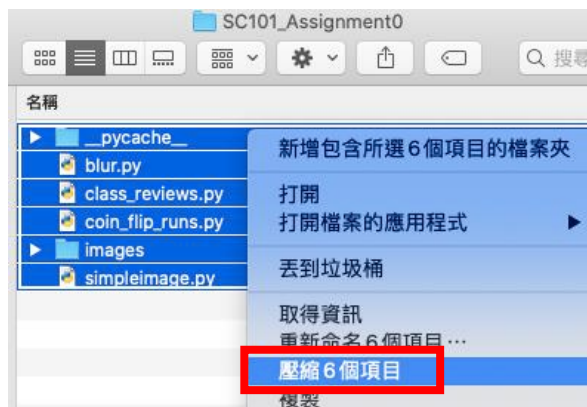 SC101_Assignment0
搜尋
名稱
__pycache__
blur.py
class_reviews.py
coin_flip_runs.py
images
simpleimage.py
新增包含所選6個項目的檔案夾
打開
打開檔案的應用程式
丟到垃圾桶
取得資訊
重新命名6個項目⋯
壓縮6個項目
複製